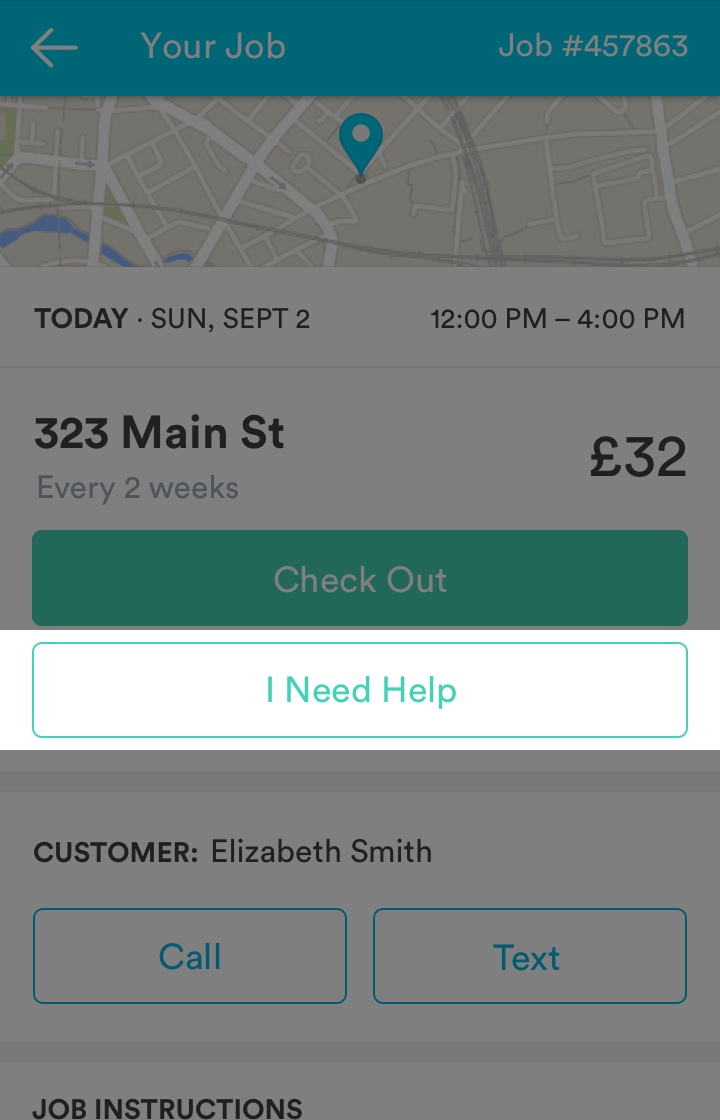 Your Job Job #457863
TODAY · SUN, SEPT 2 12:00 PM – 4:00 PM
323 Main St
£32
Every 2 weeks
Check Out
I Need Help
CUSTOMER: Elizabeth Smith
Call Text
JOB INSTRUCTIONS